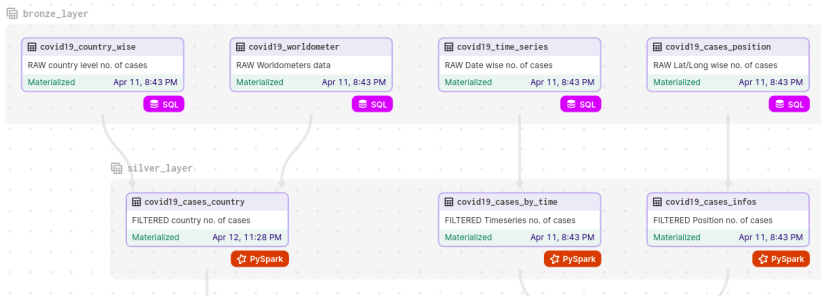 bronze_layer
covid19_country_wise
RAW country level no. of cases
Materialized Apr 11, 8:43 PM
SQL
covid19_worldometer
RAW Worldometers data
Materialized Apr 11, 8:43 PM
SQL
covid19_time_series
RAW Date wise no. of cases
Materialized Apr 11, 8:43 PM
SQL
covid19_cases_position
RAW Lat/Long wise no. of cases
Materialized Apr 11, 8:43 PM
SQL
silver_layer
covid19_cases_country
FILTERED country no. of cases
Materialized Apr 12, 11:28 PM
PySpark
covid19_cases_by_time
FILTERED Timeseries no. of cases
Materialized Apr 11, 8:43 PM
PySpark
covid19_cases_infos
FILTERED Position no. of cases
Materialized Apr 11, 8:43 PM
PySpark